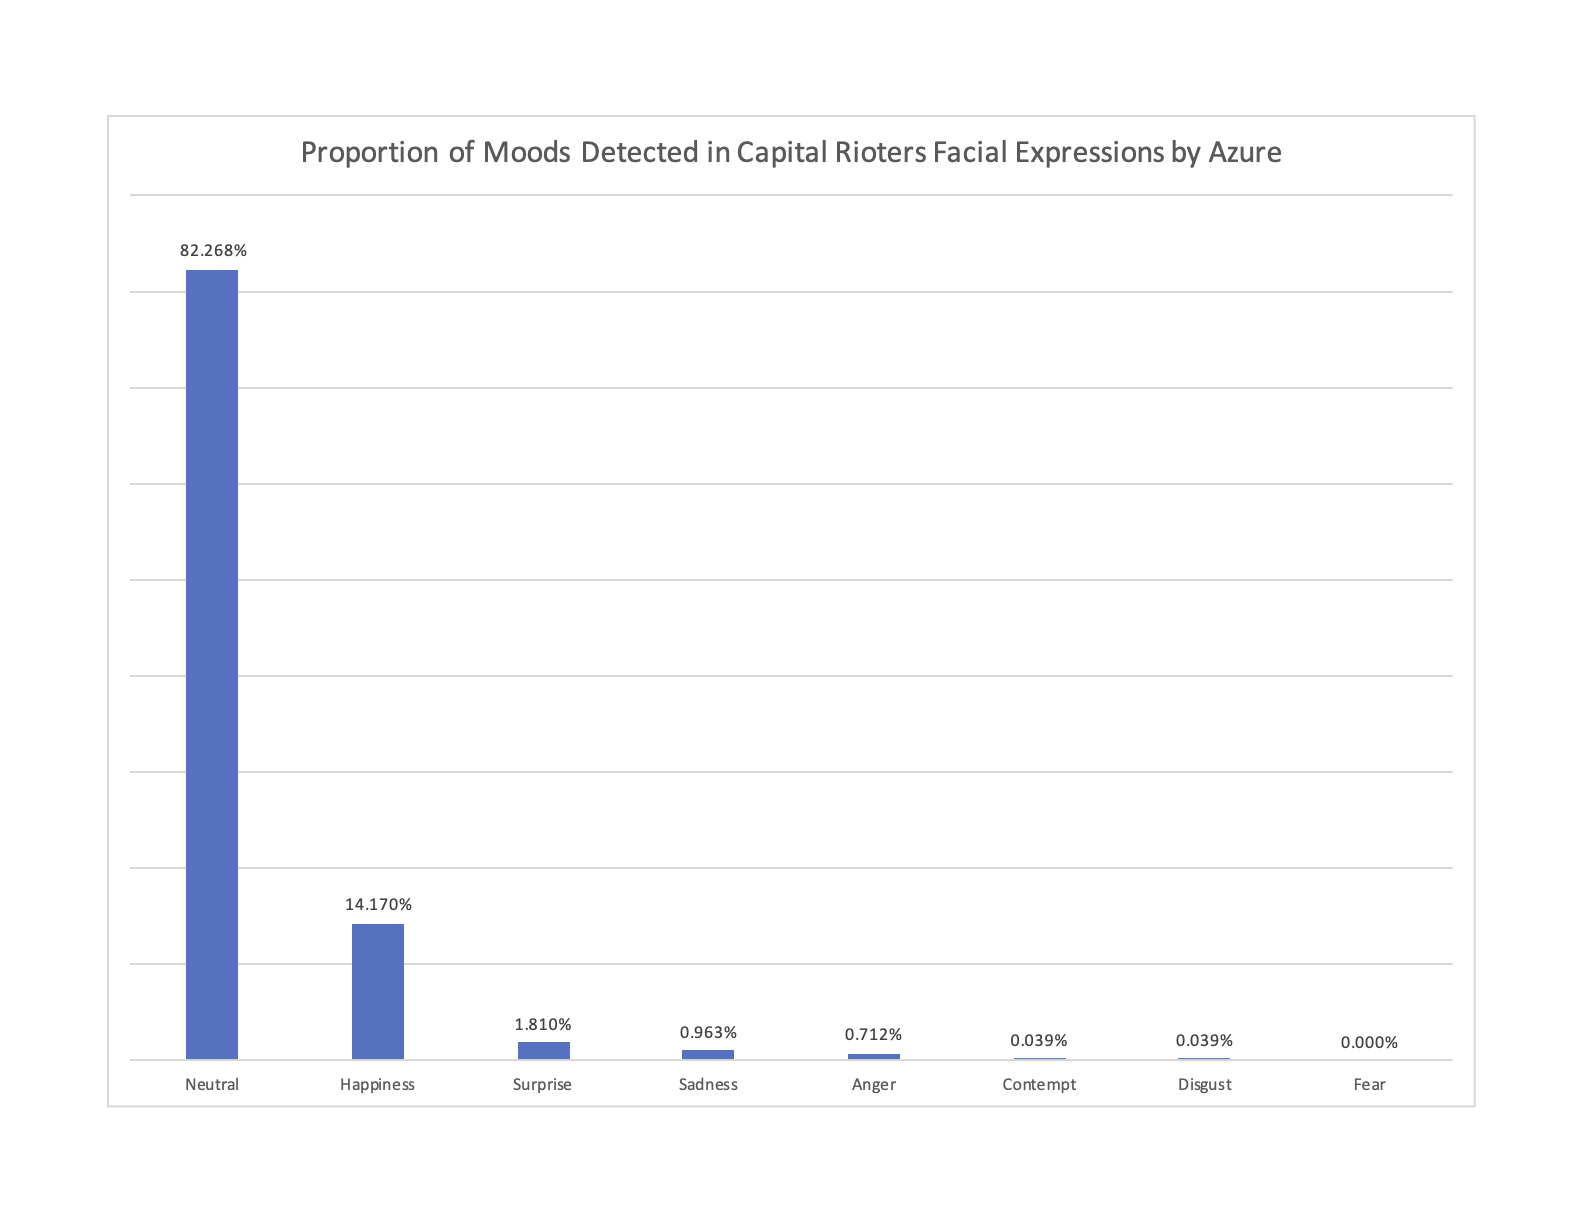 Proportion of Moods Detected in Capital Rioters Facial Expressions by Azure
82.268%
14.170%
1.810%
0.963%
0.712%
0.039%
0.039%
0.000%
Neutral
Happiness
Surprise
Sadness
Anger
Contempt
Disgust
Fear